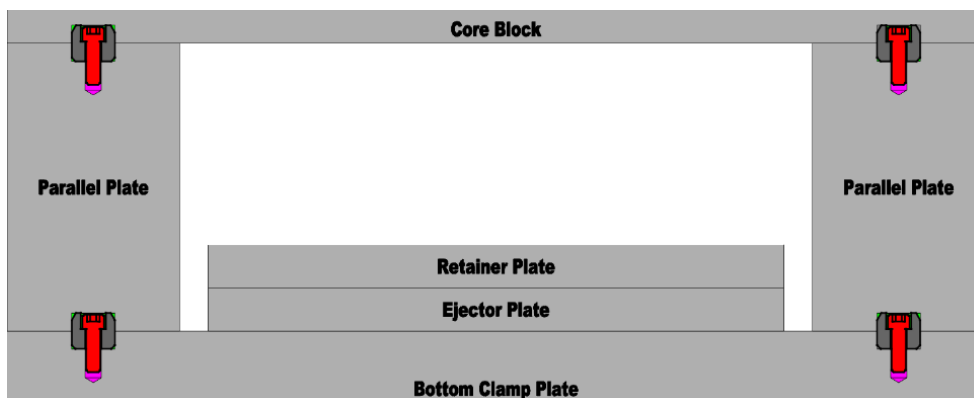 Core Block
Parallel Plate
Parallel Plate
Retainer Plate
Ejector Plate
Bottom Clamp Plate